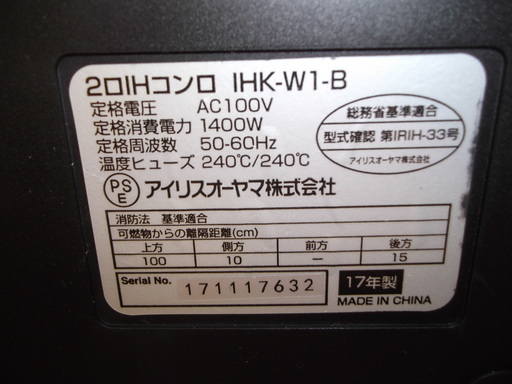 2口IHコンロ IHK-W1-B
定格電圧 AC100V
定格消費電力 1400W
定格周波数 50-60Hz
温度ヒューズ 240℃/240℃
総務省基準適合
型式確認 第IRIH-33号
アイリスオーヤマ株式会社
PS
E
アイリスオーヤマ株式会社
消防法 基準適合
可燃物からの離隔距離(cm)
上方 側方 前方 後方
100 10 － 15
Serial No. 171117632
17年製
MADE IN CHINA